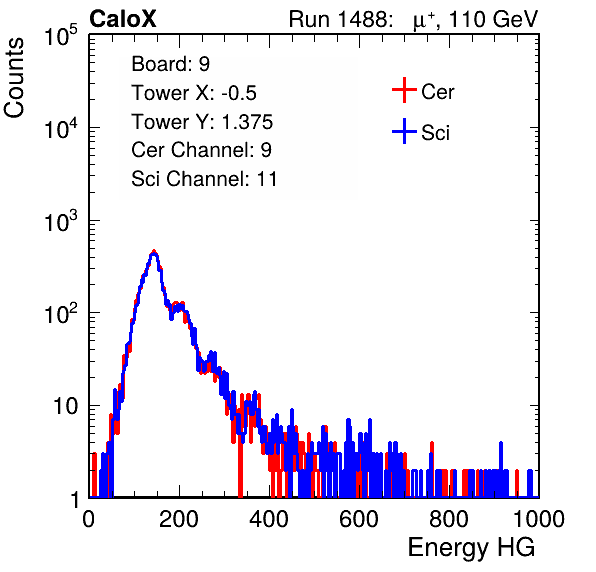 CaloX Run 1488: μ⁺, 110 GeV
Counts
10⁵
10⁴
10³
10²
10
1
Board: 9
Tower X: -0.5
Tower Y: 1.375
Cer Channel: 9
Sci Channel: 11
Cer
Sci
0 200 400 600 800 1000
Energy HG